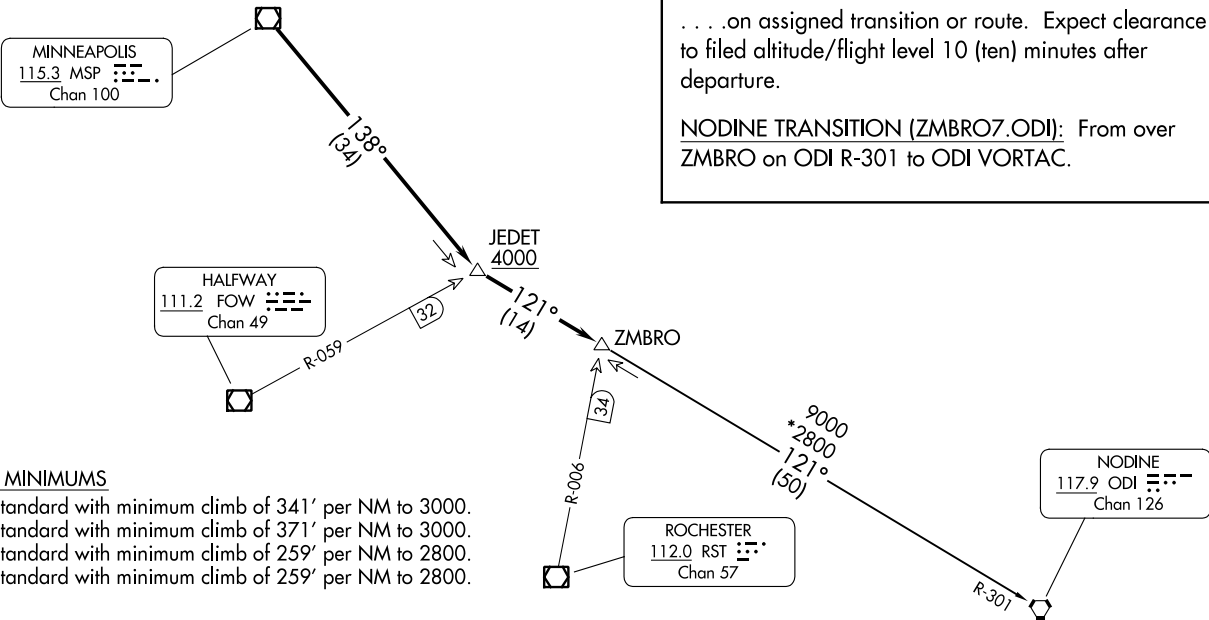 . . . .on assigned transition or route. Expect clearance
to filed altitude/flight level 10 (ten) minutes after
departure.
NODINE TRANSITION (ZMBRO7.ODI): From over
ZMBRO on ODI R-301 to ODI VORTAC.
MINNEAPOLIS
115.3 MSP
Chan 100
138°
(34)
JEDET
4000
HALFWAY
111.2 FOW
Chan 49
R-059
32
121°
(14)
ZMBRO
34
R-006
9000
*2800
121°
(50)
NODINE
117.9 ODI
Chan 126
R-301
ROCHESTER
112.0 RST
Chan 57
MINIMUMS
tandard with minimum climb of 341' per NM to 3000.
tandard with minimum climb of 371' per NM to 3000.
tandard with minimum climb of 259' per NM to 2800.
tandard with minimum climb of 259' per NM to 2800.